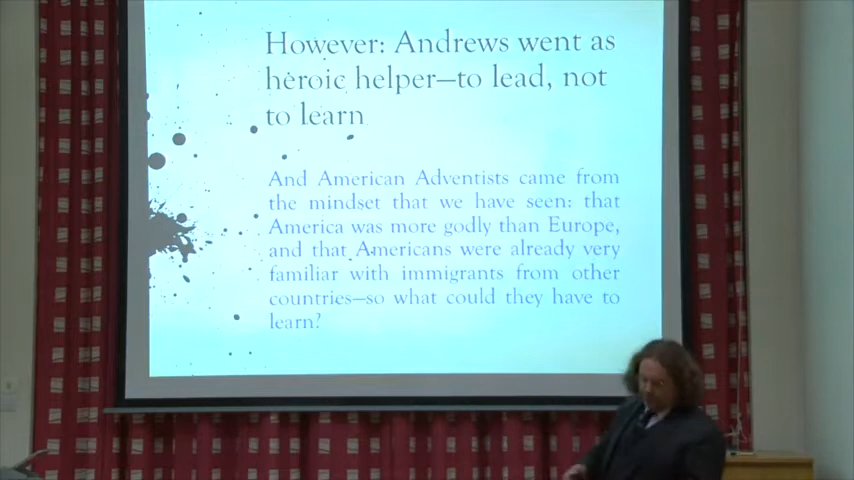 However: Andrews went as
heroic helper—to lead, not
to learn
And American Adventists came from
the mindset that we have seen: that
America was more godly than Europe,
and that Americans were already very
familiar with immigrants from other
countries—so what could they have to
learn?